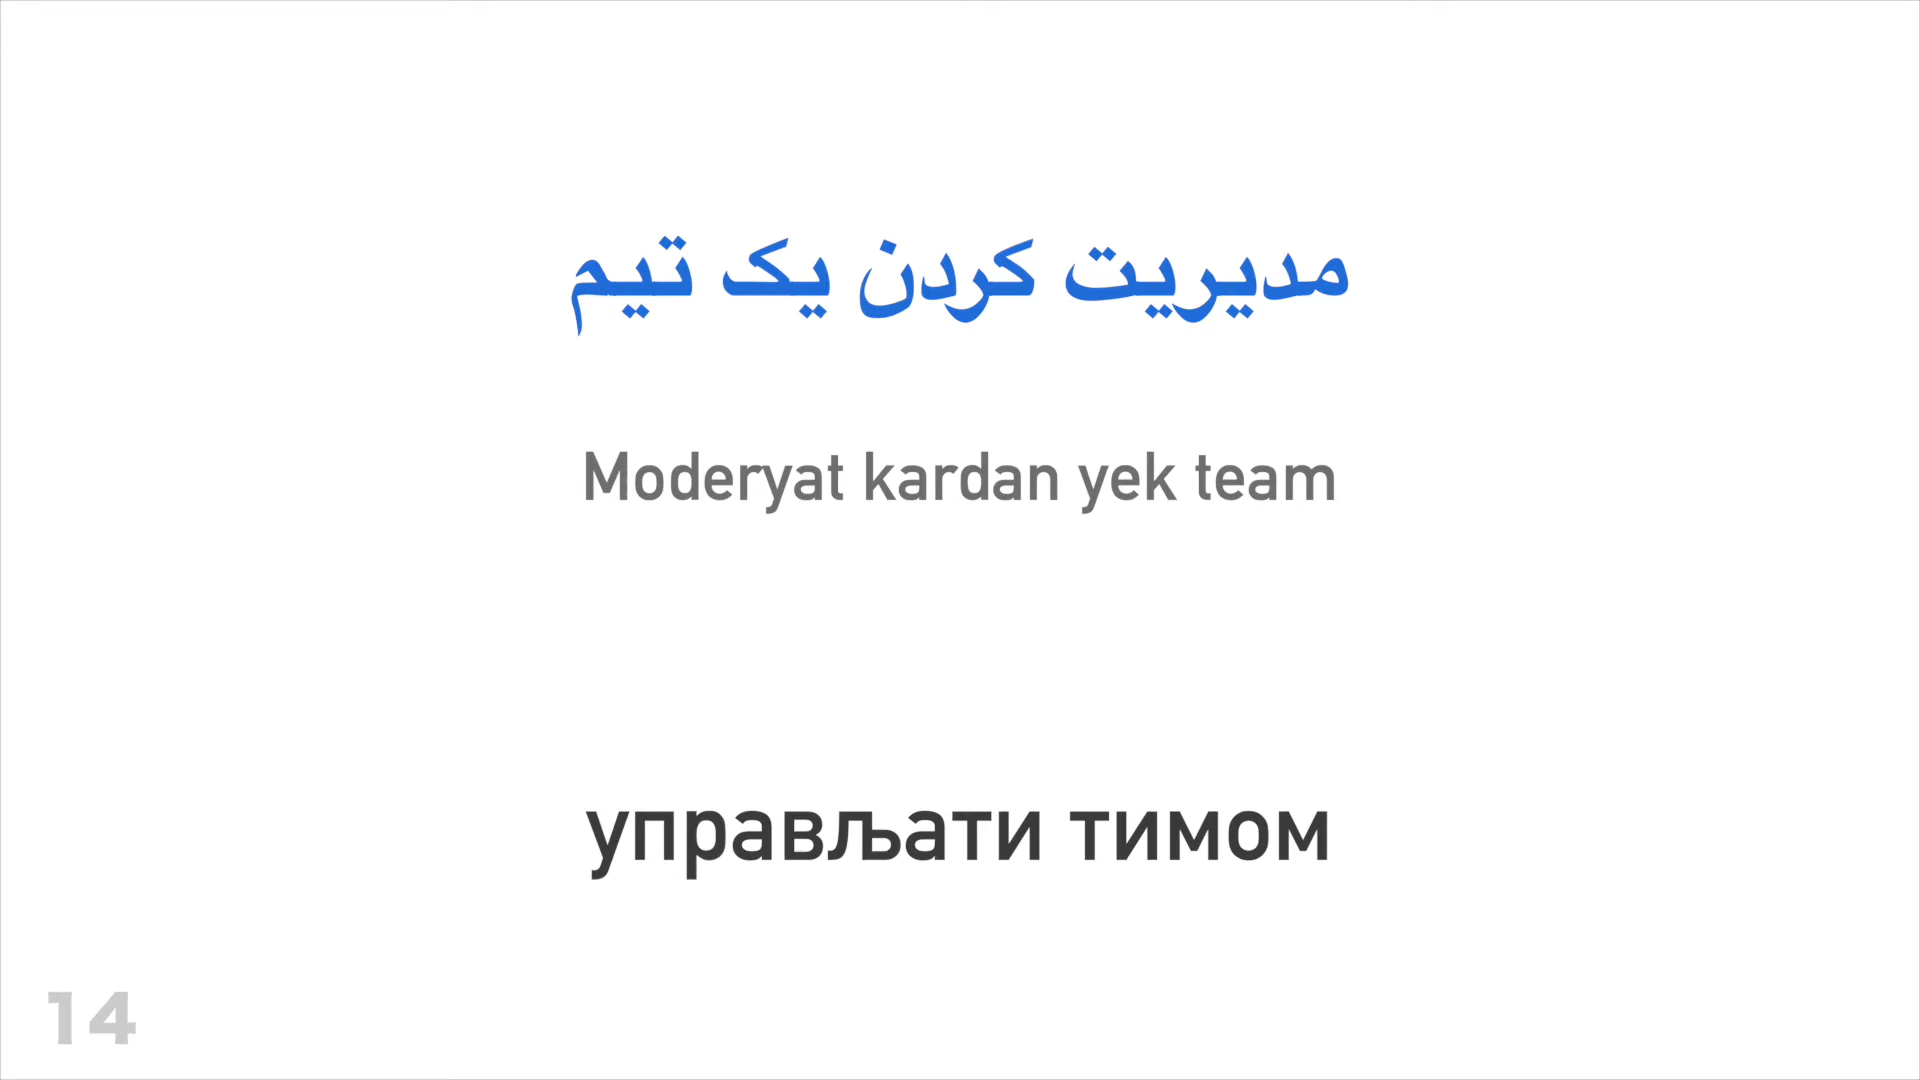 مدیریت کردن یک تیم
Moderyat kardan yek team
управљати тимом
14